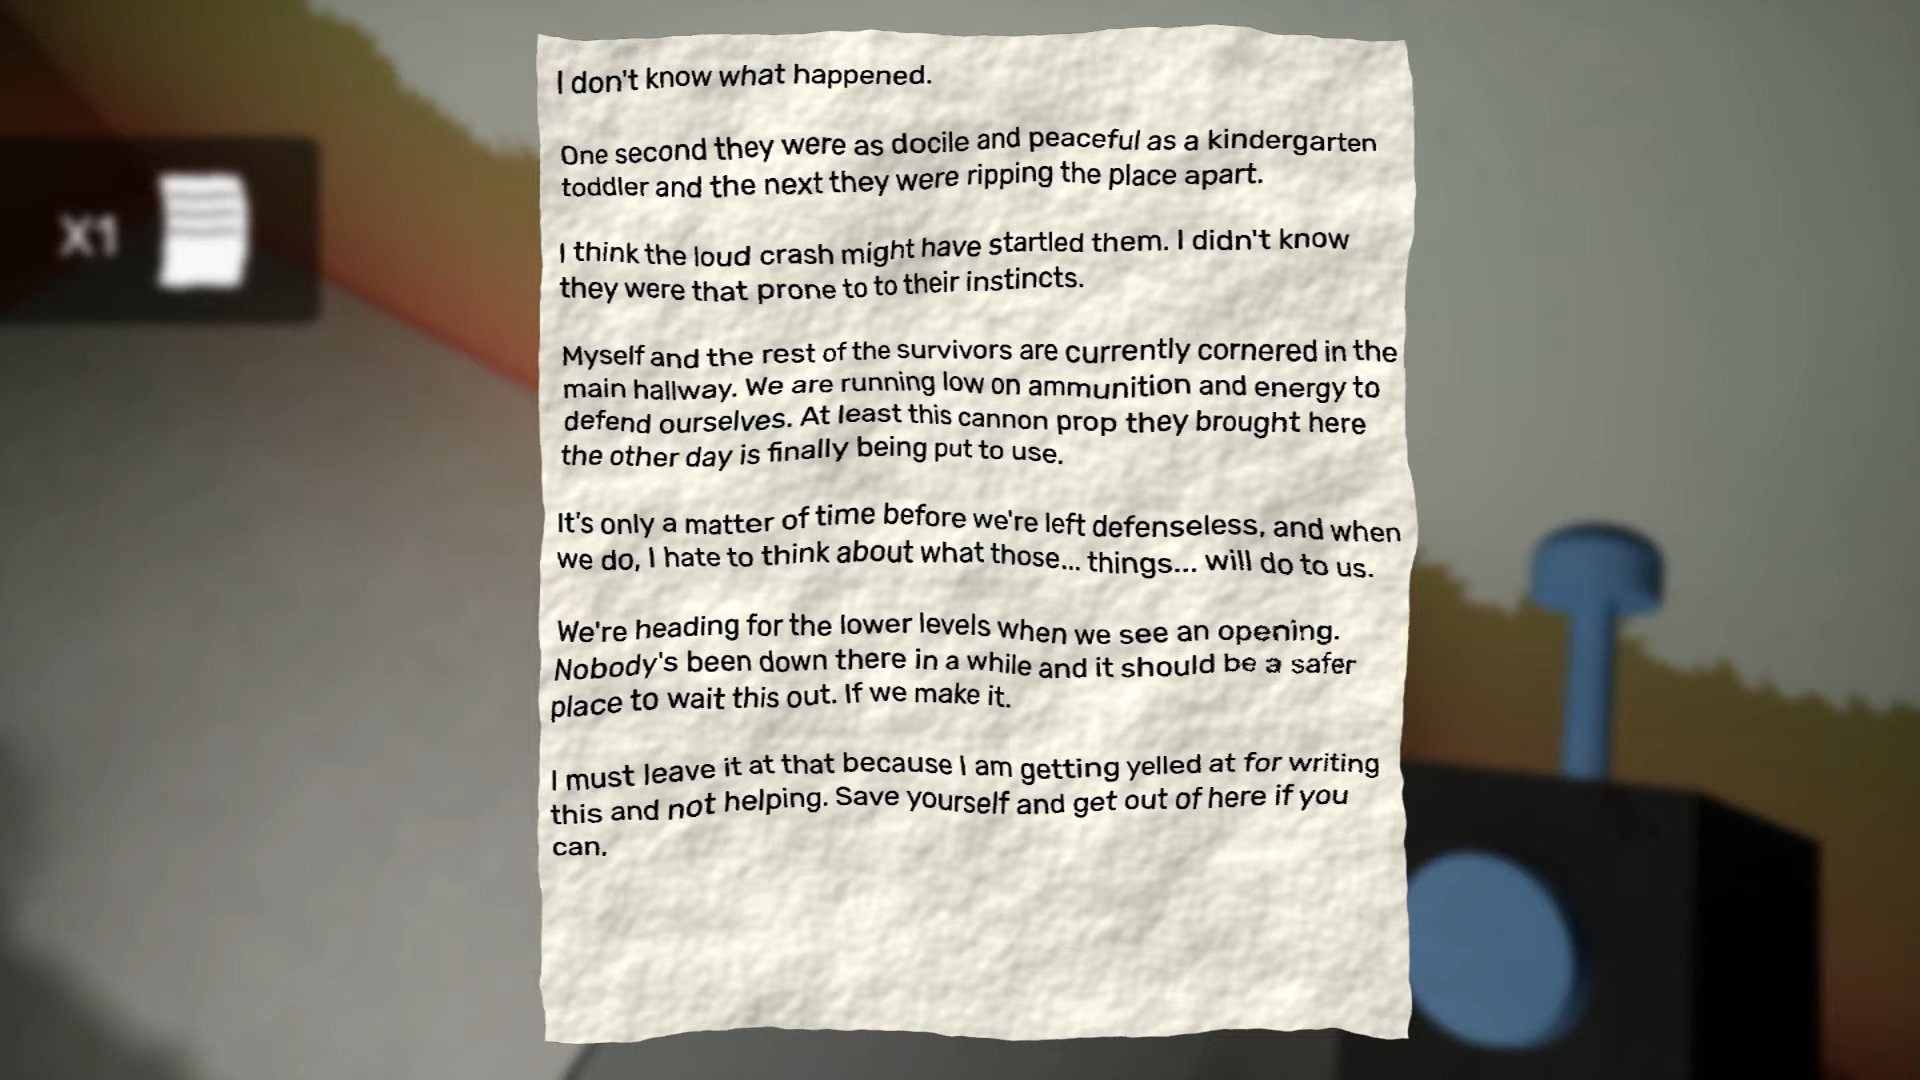 X1
I don't know what happened.
One second they were as docile and peaceful as a kindergarten
toddler and the next they were ripping the place apart.
I think the loud crash might have startled them. I didn't know
they were that prone to to their instincts.
Myself and the rest of the survivors are currently cornered in the
main hallway. We are running low on ammunition and energy to
defend ourselves. At least this cannon prop they brought here
the other day is finally being put to use.
It's only a matter of time before we're left defenseless, and when
we do, I hate to think about what those... things... will do to us.
We're heading for the lower levels when we see an opening.
Nobody's been down there in a while and it should be a safer
place to wait this out. If we make it.
I must leave it at that because I am getting yelled at for writing
this and not helping. Save yourself and get out of here if you
can.